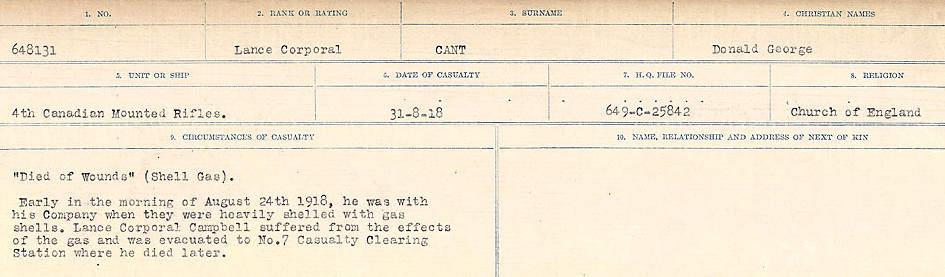 1. NO. 2. RANK OR RATING 3. SURNAME 4. CHRISTIAN NAMES
648131 Lance Corporal CANT Donald George
5. UNIT OR SHIP 6. DATE OF CASUALTY 7. H. Q. FILE NO. 8. RELIGION
4th Canadian Mounted Rifles. 31-8-18 649-C-25842 Church of England
9. CIRCUMSTANCES OF CASUALTY 10. NAME, RELATIONSHIP AND ADDRESS OF NEXT OF KIN
"Died of Wounds" (Shell Gas).
Early in the morning of August 24th 1918, he was with
his Company when they were heavily shelled with gas
shells. Lance Corporal Campbell suffered from the effects
of the gas and was evacuated to No.7 Casualty Clearing
Station where he died later.